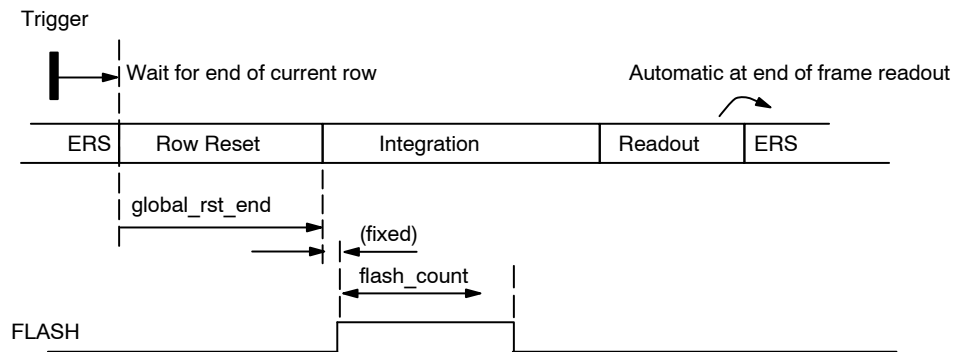 Trigger
Wait for end of current row
Automatic at end of frame readout
ERS
Row Reset
Integration
Readout
ERS
global_rst_end
(fixed)
flash_count
FLASH